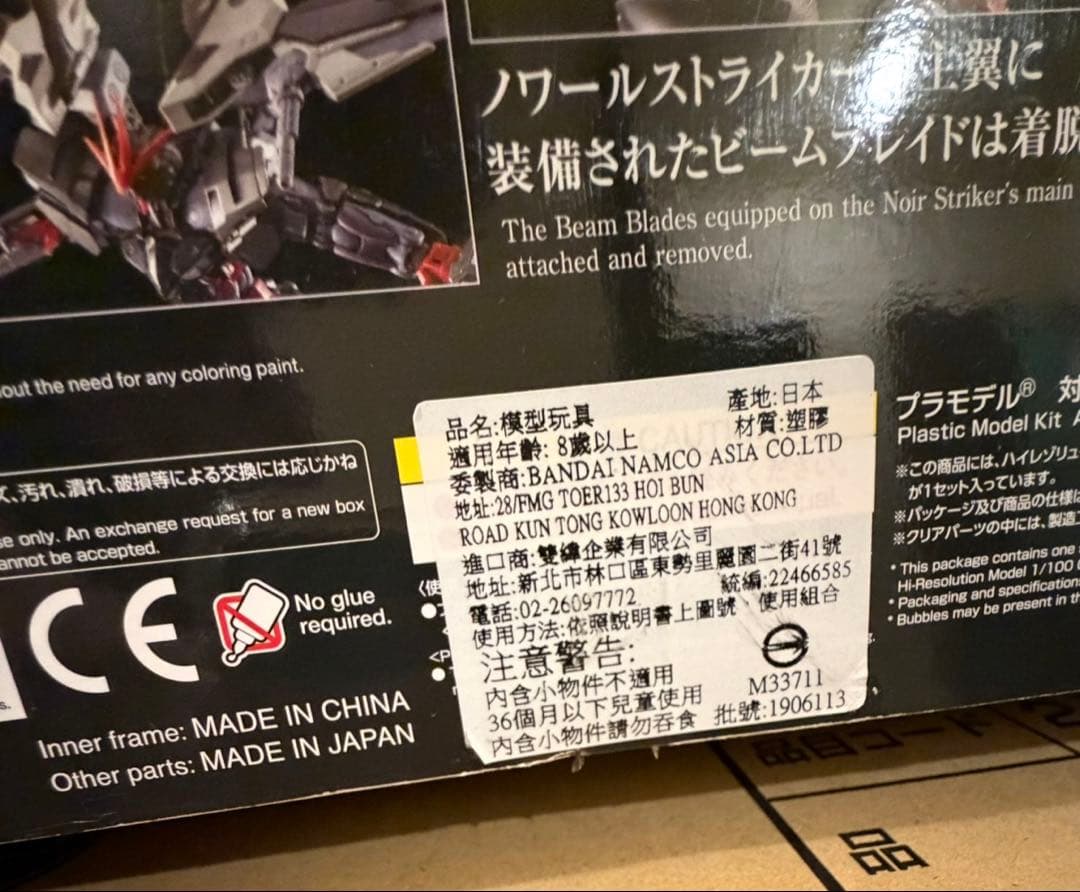 ノワールストライカー 主翼に
装備されたビームブレイドは着脱
The Beam Blades equipped on the Noir Striker's main
attached and removed.
out the need for any coloring paint.
汚れ、潰れ、破損等による交換には応じかね
se only. An exchange request for a new box
annot be accepted.
CE
No glue
required.
Inner frame: MADE IN CHINA
Other parts: MADE IN JAPAN
品名:模型玩具 產地:日本
適用年齡: 8歲以上 材質:塑膠
委製商:BANDAI NAMCO ASIA CO.LTD
地址:28/FMG TOER133 HOI BUN
ROAD KUN TONG KOWLOON HONG KONG
進口商:雙緯企業有限公司
地址:新北市林口區東勢里麗園二街41號
電話:02-26097772 統編:22466585
使用方法:依照說明書上圖號、使用組合
注意警告:
內含小物件不適用
36個月以下兒童使用
內含小物件請勿吞食
M33711
批號:1906113
プラモデル® 対
Plastic Model Kit A
※この商品には、ハイレゾリュー
が1セット入っています。
※パッケージ及び商品の仕様
※クリアパーツの中には、製造
• This package contains one
Hi-Resolution Model 1/100
• Packaging and specification
• Bubbles may be present in th
品目コード
品